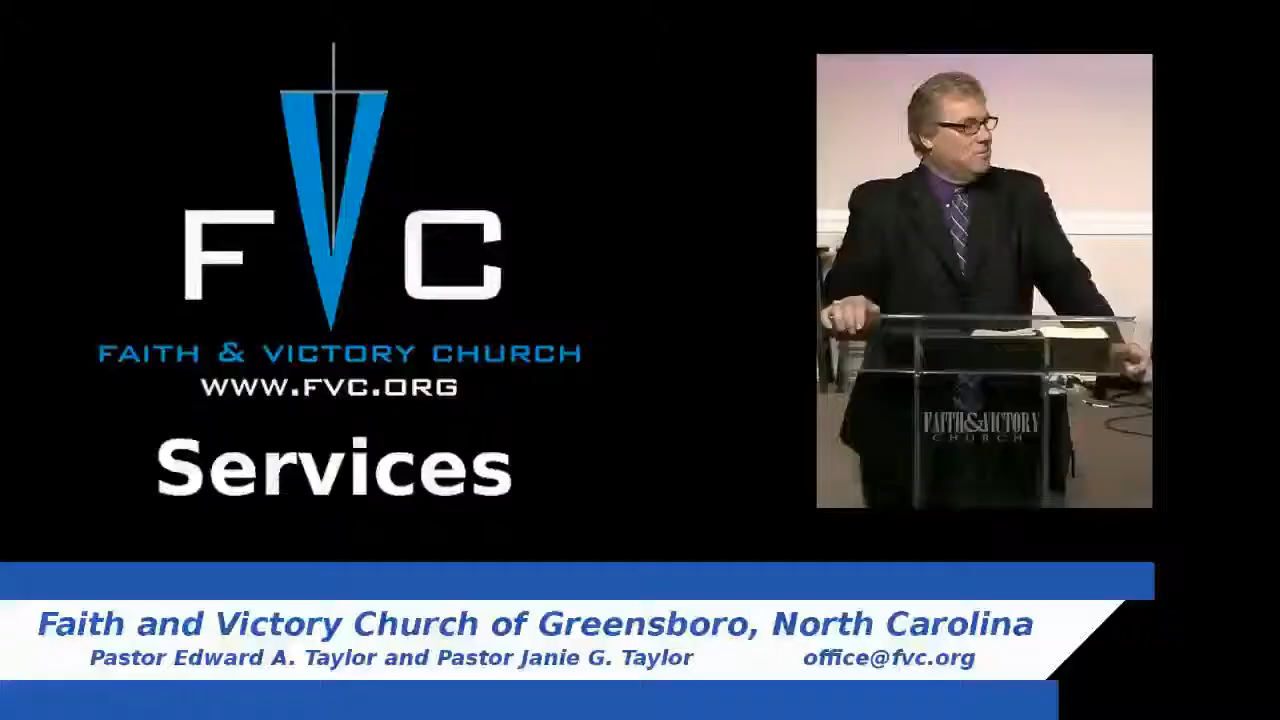 FVC
FAITH & VICTORY CHURCH
WWW.FVC.ORG
Services
FAITH&VICTORY
CHURCH
Faith and Victory Church of Greensboro, North Carolina
Pastor Edward A. Taylor and Pastor Janie G. Taylor office@fvc.org